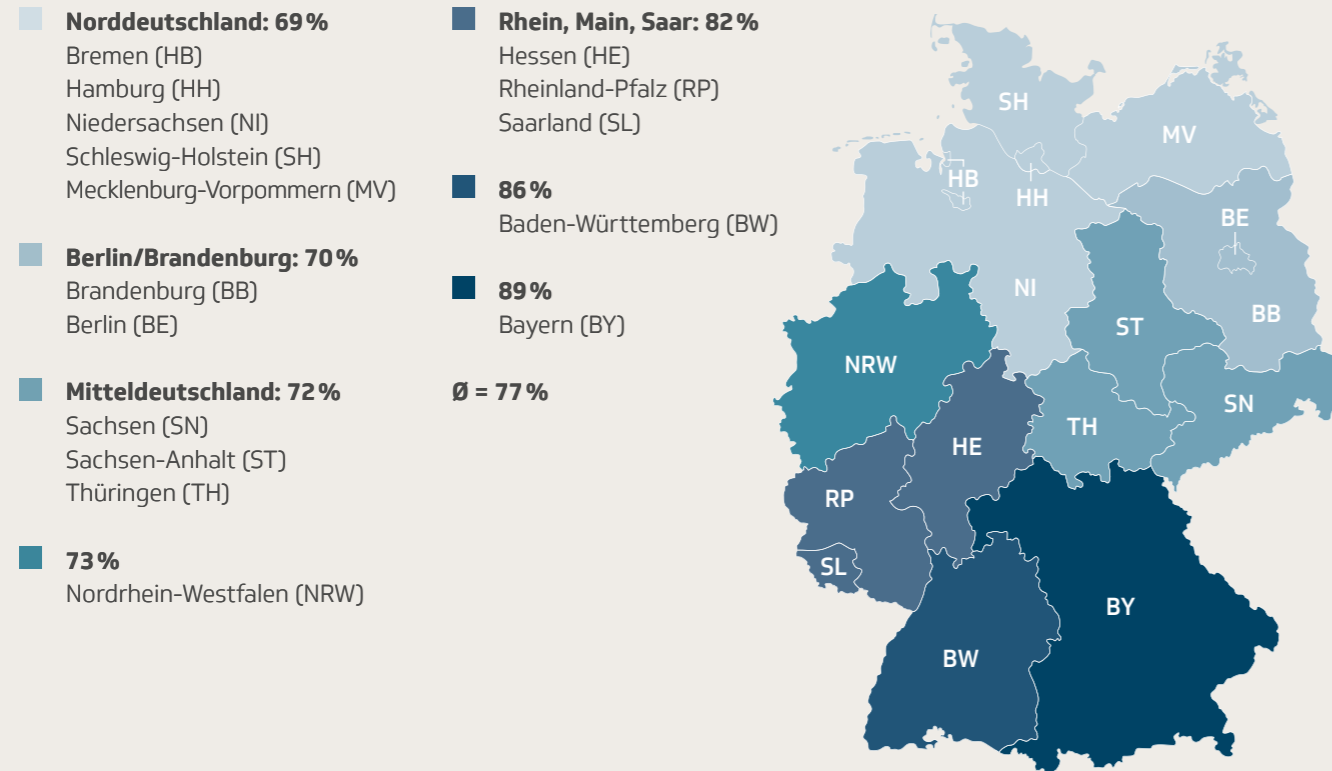 Norddeutschland: 69 %
Bremen (HB)
Hamburg (HH)
Niedersachsen (NI)
Schleswig-Holstein (SH)
Mecklenburg-Vorpommern (MV)
Berlin/Brandenburg: 70 %
Brandenburg (BB)
Berlin (BE)
Mitteldeutschland: 72 %
Sachsen (SN)
Sachsen-Anhalt (ST)
Thüringen (TH)
73 %
Nordrhein-Westfalen (NRW)
Rhein, Main, Saar: 82 %
Hessen (HE)
Rheinland-Pfalz (RP)
Saarland (SL)
86 %
Baden-Württemberg (BW)
89 %
Bayern (BY)
Ø = 77 %
SH
MV
HB
HH
BE
NI
BB
ST
NRW
SN
TH
HE
RP
SL
BY
BW